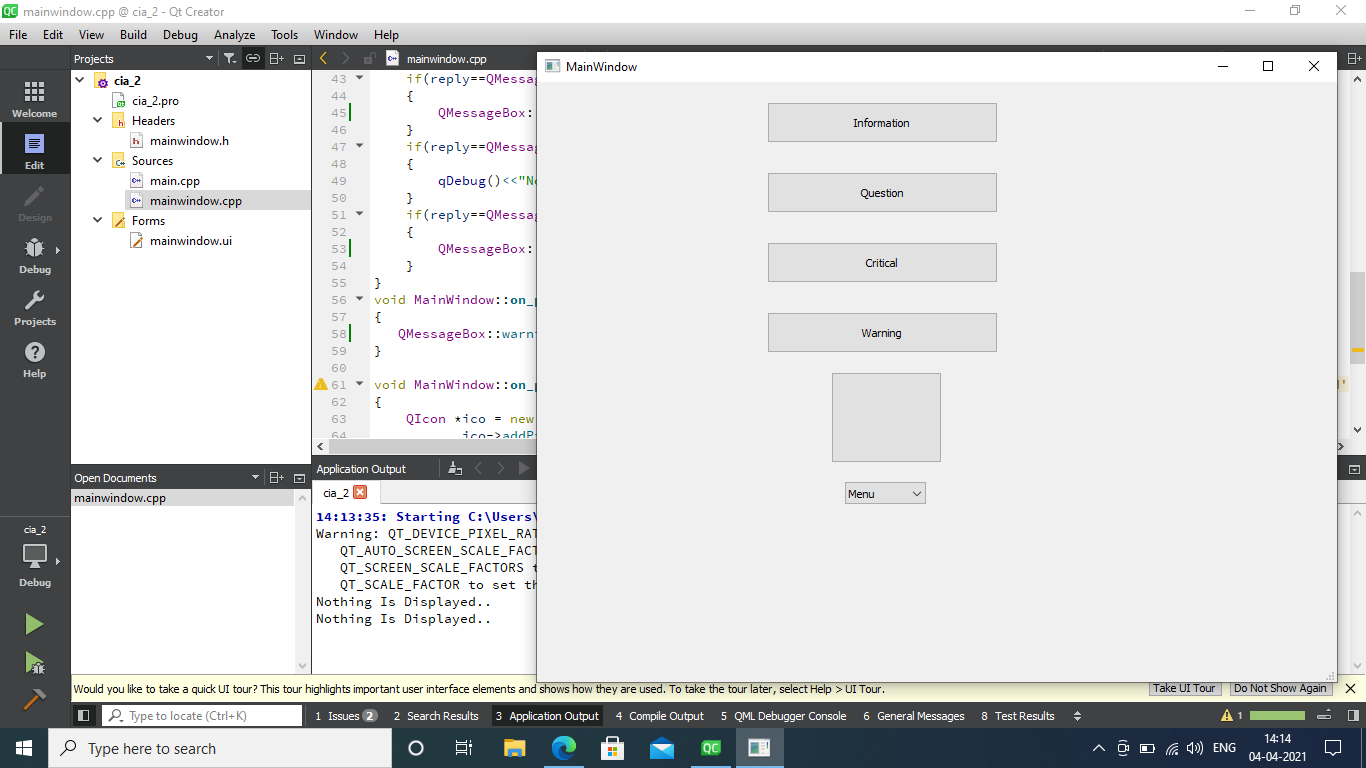 mainwindow.cpp @ cia_2 - Qt Creator
File Edit View Build Debug Analyze Tools Window Help
Projects
mainwindow.cpp
MainWindow
Welcome
Edit
Design
Debug
Projects
Help
cia_2
Debug
cia_2
cia_2.pro
Headers
mainwindow.h
Sources
main.cpp
mainwindow.cpp
Forms
mainwindow.ui
Open Documents
mainwindow.cpp
43 if(reply==QMessag
44 {
45 QMessageBox:
46 }
47 if(reply==QMessag
48 {
49 qDebug()<<"No
50 }
51 if(reply==QMessag
52 {
53 QMessageBox:
54 }
55 }
56 void MainWindow::on_p
57 {
58 QMessageBox::warni
59 }
60
61 void MainWindow::on_p
62 {
63 QIcon *ico = new
64 ico->addPi
Information
Question
Critical
Warning
Menu
Application Output
cia_2
14:13:35: Starting C:\Users\
Warning: QT_DEVICE_PIXEL_RAT
QT_AUTO_SCREEN_SCALE_FACT
QT_SCREEN_SCALE_FACTORS t
QT_SCALE_FACTOR to set th
Nothing Is Displayed..
Nothing Is Displayed..
Would you like to take a quick UI tour? This tour highlights important user interface elements and shows how they are used. To take the tour later, select Help > UI Tour.
Take UI Tour
Do Not Show Again
Type to locate (Ctrl+K)
1 Issues 2
2 Search Results
3 Application Output
4 Compile Output
5 QML Debugger Console
6 General Messages
8 Test Results
1
Type here to search
QC
ENG
14:14
04-04-2021